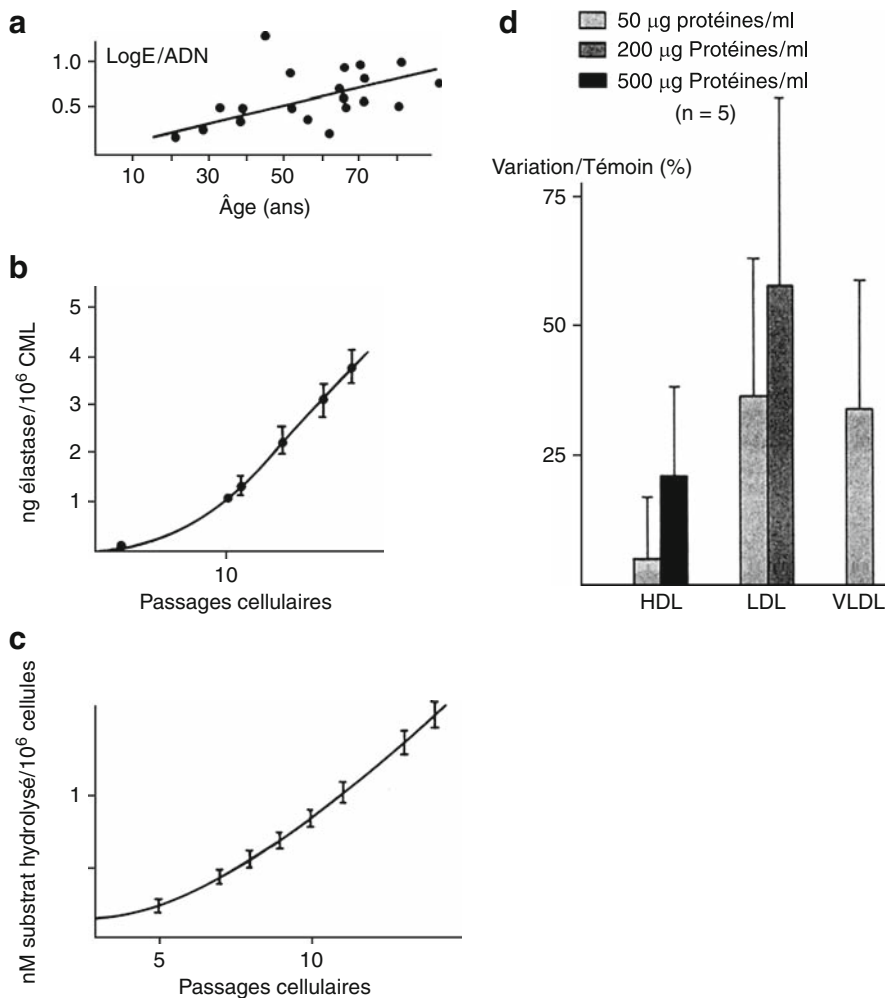 a
LogE/ADN
1.0
0.5
10 30 50 70
Âge (ans)
b
ng élastase/10⁶ CML
5
4
3
2
1
10
Passages cellulaires
c
nM substrat hydrolysé/10⁶ cellules
1
5 10
Passages cellulaires
d
50 µg protéines/ml
200 µg Protéines/ml
500 µg Protéines/ml
(n = 5)
Variation/Témoin (%)
75
50
25
HDL LDL VLDL